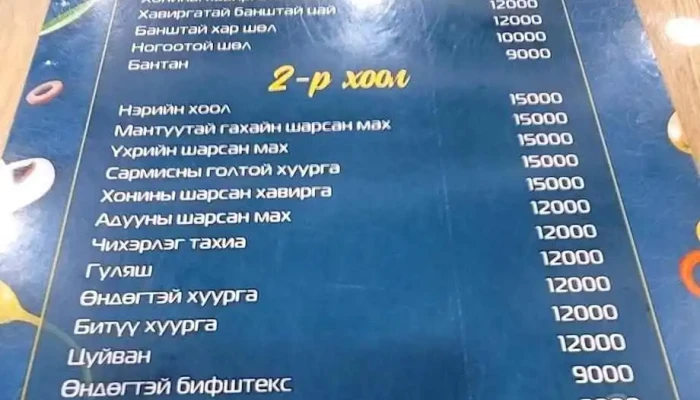 Хавиргатай банштай цай 12000
Банштай хар шөл 12000
Ногоотой шөл 10000
Бантан 9000
2-р хоол
Нэрийн хоол 15000
Мантуутай гахайн шарсан мах 15000
Үхрийн шарсан мах 15000
Сармисны голтой хуурга 15000
Хонины шарсан хавирга 15000
Адууны шарсан мах 12000
Чихэрлэг тахиа 12000
Гуляш 12000
Өндөгтэй хуурга 12000
Битүү хуурга 12000
Цуйван 12000
Өндөгтэй бифштекс 9000